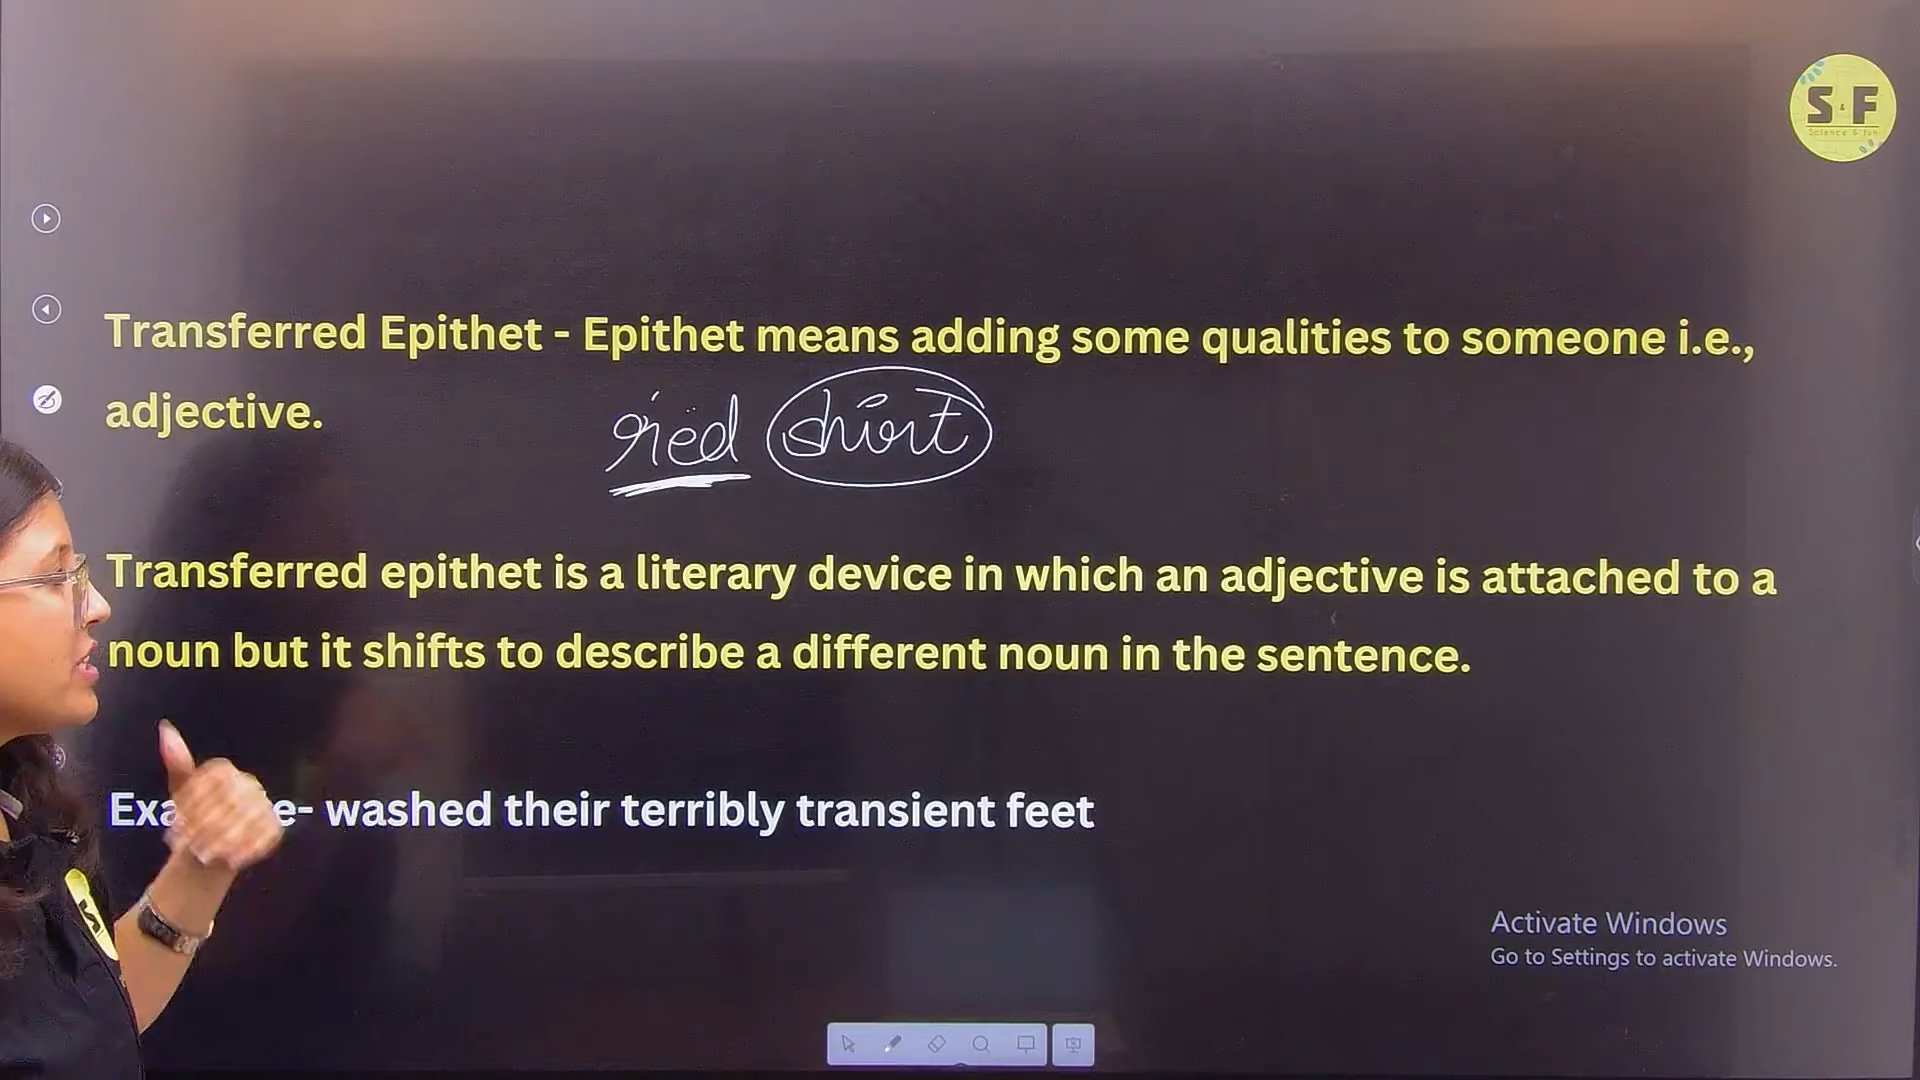 S & F
Science & fun
Transferred Epithet - Epithet means adding some qualities to someone i.e.,
adjective.
red shirt
Transferred epithet is a literary device in which an adjective is attached to a
noun but it shifts to describe a different noun in the sentence.
Exa e- washed their terribly transient feet
Activate Windows
Go to Settings to activate Windows.